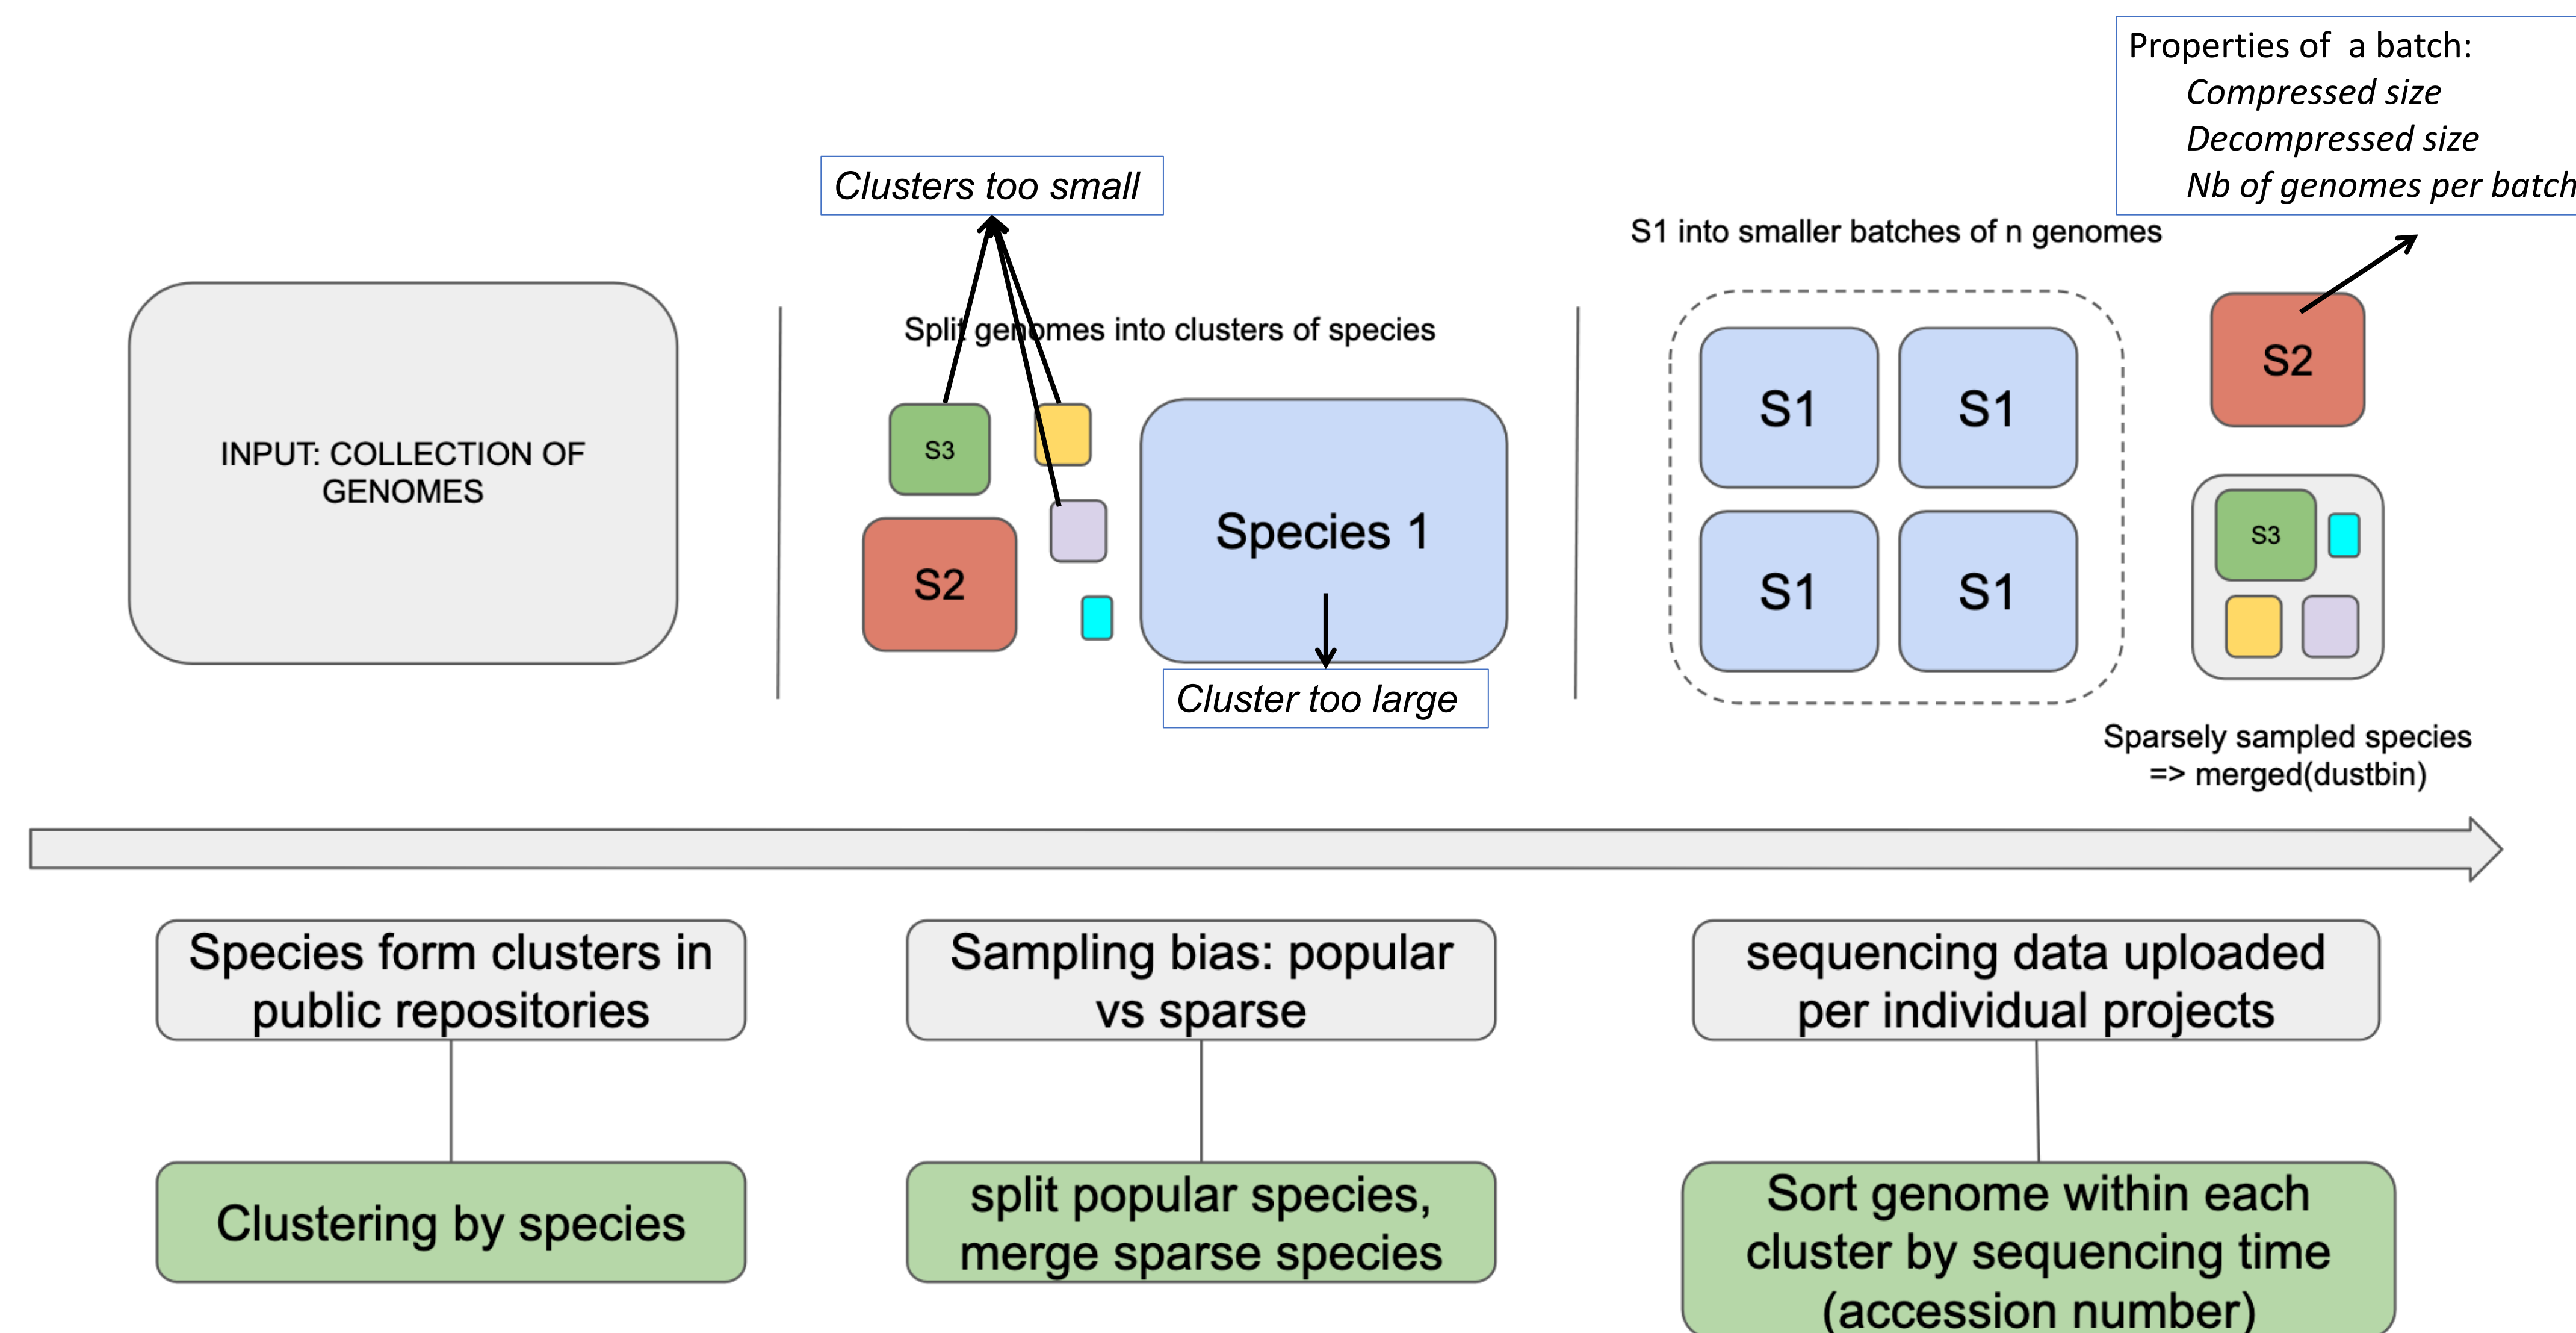 Properties of  a batch:
Compressed size
Decompressed size
Nb of genomes per batch
Clusters too small
S1 into smaller batches of n genomes
Split genomes into clusters of species
INPUT: COLLECTION OF
GENOMES
S3
S2
Species 1
Cluster too large
S1
S1
S1
S1
S2
S3
Sparsely sampled species
=> merged(dustbin)
Species form clusters in
public repositories
Sampling bias: popular
vs sparse
sequencing data uploaded
per individual projects
Clustering by species
split popular species,
merge sparse species
Sort genome within each
cluster by sequencing time
(accession number)